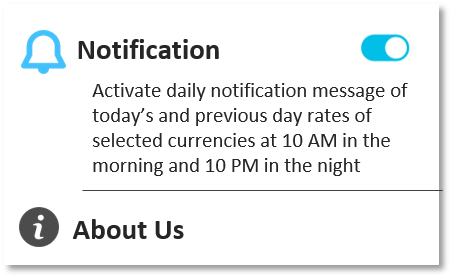 Notification
Activate daily notification message of
today’s and previous day rates of
selected currencies at 10 AM in the
morning and 10 PM in the night
i
About Us